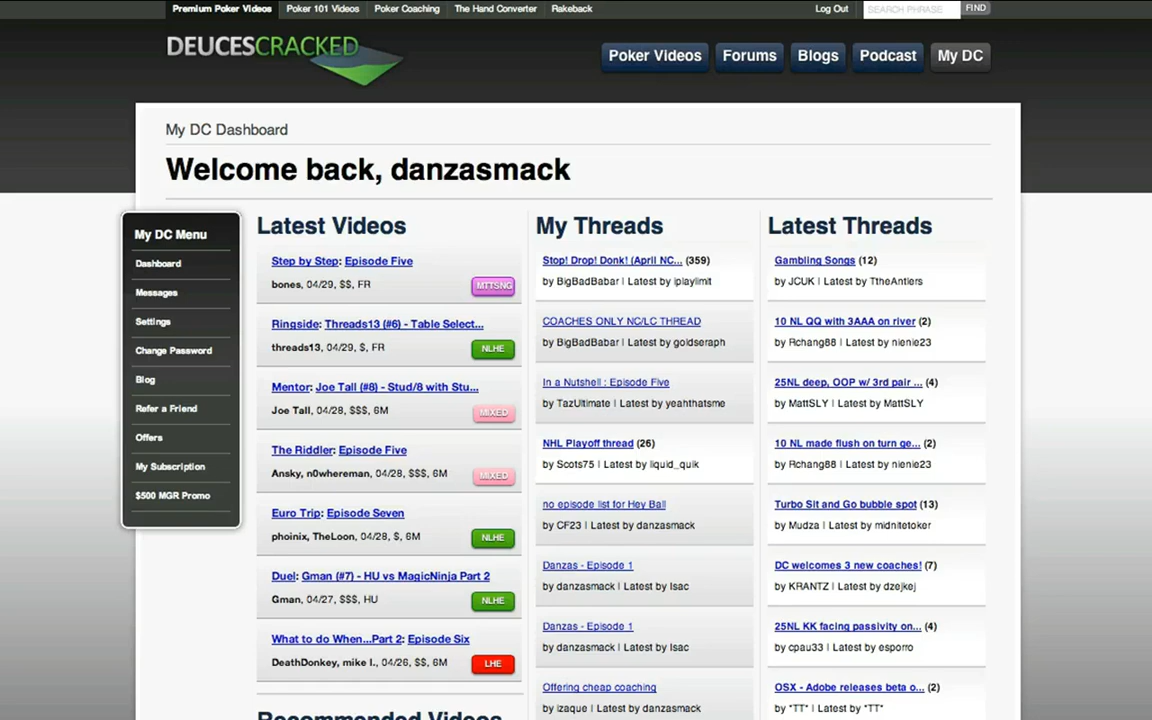 Premium Poker Videos Poker 101 Videos Poker Coaching The Hand Converter Rakeback Log Out SEARCH PHRASE FIND
DEUCESCRACKED
Poker Videos Forums Blogs Podcast My DC
My DC Dashboard
Welcome back, danzasmack
My DC Menu
Dashboard
Messages
Settings
Change Password
Blog
Refer a Friend
Offers
My Subscription
$500 MGR Promo
Latest Videos
Step by Step: Episode Five
bones, 04/29, $$, FR MTTSNG
Ringside: Threads13 (#6) - Table Select...
threads13, 04/29, $, FR NLHE
Mentor: Joe Tall (#8) - Stud/8 with Stu...
Joe Tall, 04/28, $$$, 6M MIXED
The Riddler: Episode Five
Ansky, n0whereman, 04/28, $$$, 6M MIXED
Euro Trip: Episode Seven
phoinix, TheLoon, 04/28, $, 6M NLHE
Duel: Gman (#7) - HU vs MagicNinja Part 2
Gman, 04/27, $$$, HU NLHE
What to do When...Part 2: Episode Six
DeathDonkey, mike l., 04/26, $$, 6M LHE
Recommended Videos
My Threads
Stop! Drop! Donk! (April NC... (359)
by BigBadBabar | Latest by iplaylimit
COACHES ONLY NC/LC THREAD
by BigBadBabar | Latest by goldseraph
In a Nutshell : Episode Five
by TazUltimate | Latest by yeahthatsme
NHL Playoff thread (26)
by Scots75 | Latest by liquid_quik
no episode list for Hey Ball
by CF23 | Latest by danzasmack
Danzas - Episode 1
by danzasmack | Latest by Isac
Danzas - Episode 1
by danzasmack | Latest by Isac
Offering cheap coaching
by izaque | Latest by danzasmack
Latest Threads
Gambling Songs (12)
by JCUK | Latest by TtheAntlers
10 NL QQ with 3AAA on river (2)
by Rchang88 | Latest by nienie23
25NL deep, OOP w/ 3rd pair ... (4)
by MattSLY | Latest by MattSLY
10 NL made flush on turn ge... (2)
by Rchang88 | Latest by nienie23
Turbo Sit and Go bubble spot (13)
by Mudza | Latest by midnitetoker
DC welcomes 3 new coaches! (7)
by KRANTZ | Latest by dzejkej
25NL KK facing passivity on... (4)
by cpau33 | Latest by esporro
OSX - Adobe releases beta o... (2)
by *TT* | Latest by *TT*